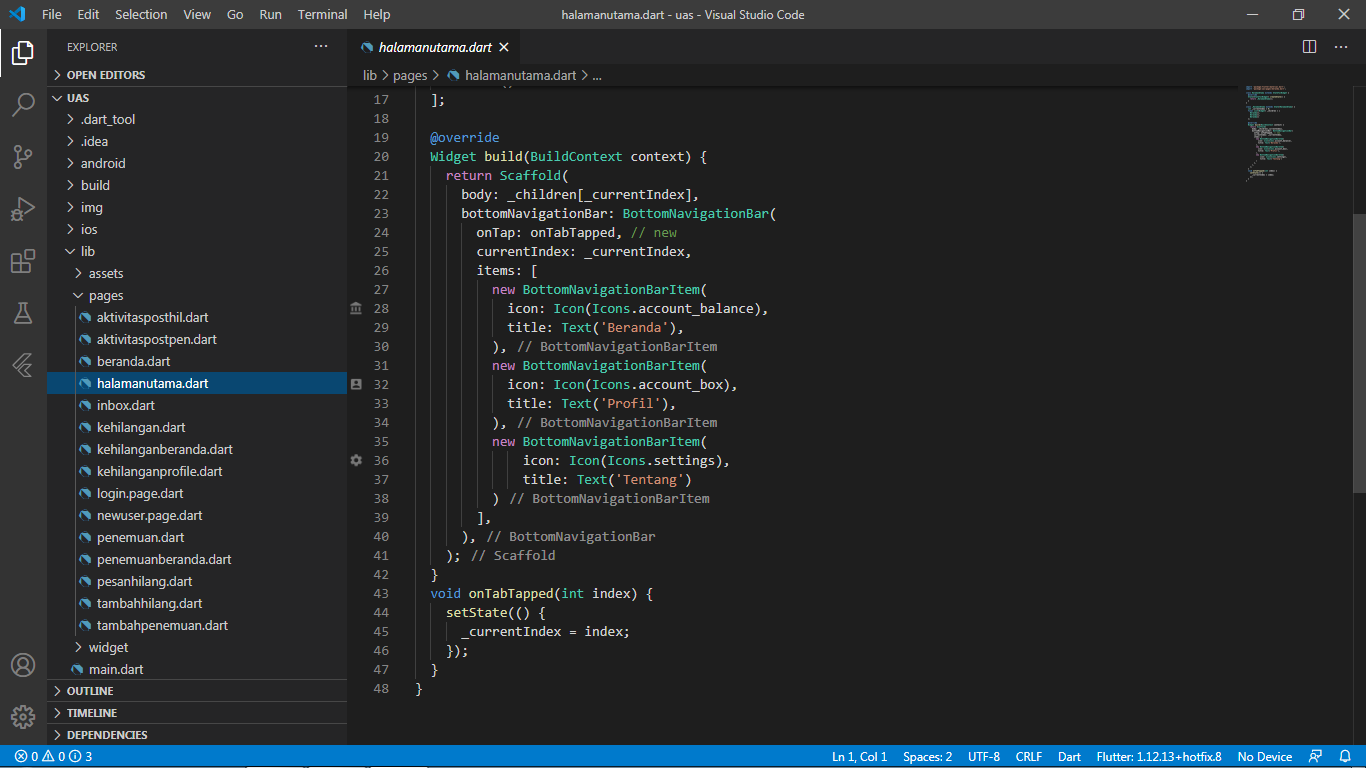 File Edit Selection View Go Run Terminal Help
halamanutama.dart - uas - Visual Studio Code
EXPLORER
OPEN EDITORS
UAS
.dart_tool
.idea
android
build
img
ios
lib
assets
pages
aktivitasposthil.dart
aktivitaspostpen.dart
beranda.dart
halamanutama.dart
inbox.dart
kehilangan.dart
kehilanganberanda.dart
kehilanganprofile.dart
login.page.dart
newuser.page.dart
penemuan.dart
penemuanberanda.dart
pesanhilang.dart
tambahhilang.dart
tambahpenemuan.dart
widget
main.dart
OUTLINE
TIMELINE
DEPENDENCIES
halamanutama.dart
lib > pages > halamanutama.dart > ...
17 ];
18
19 @override
20 Widget build(BuildContext context) {
21 return Scaffold(
22 body: _children[_currentIndex],
23 bottomNavigationBar: BottomNavigationBar(
24 onTap: onTabTapped, // new
25 currentIndex: _currentIndex,
26 items: [
27 new BottomNavigationBarItem(
28 icon: Icon(Icons.account_balance),
29 title: Text('Beranda'),
30 ), // BottomNavigationBarItem
31 new BottomNavigationBarItem(
32 icon: Icon(Icons.account_box),
33 title: Text('Profil'),
34 ), // BottomNavigationBarItem
35 new BottomNavigationBarItem(
36 icon: Icon(Icons.settings),
37 title: Text('Tentang')
38 ) // BottomNavigationBarItem
39 ],
40 ), // BottomNavigationBar
41 ); // Scaffold
42 }
43 void onTabTapped(int index) {
44 setState(() {
45 _currentIndex = index;
46 });
47 }
48 }
0 0 3
Ln 1, Col 1 Spaces: 2 UTF-8 CRLF Dart Flutter: 1.12.13+hotfix.8 No Device